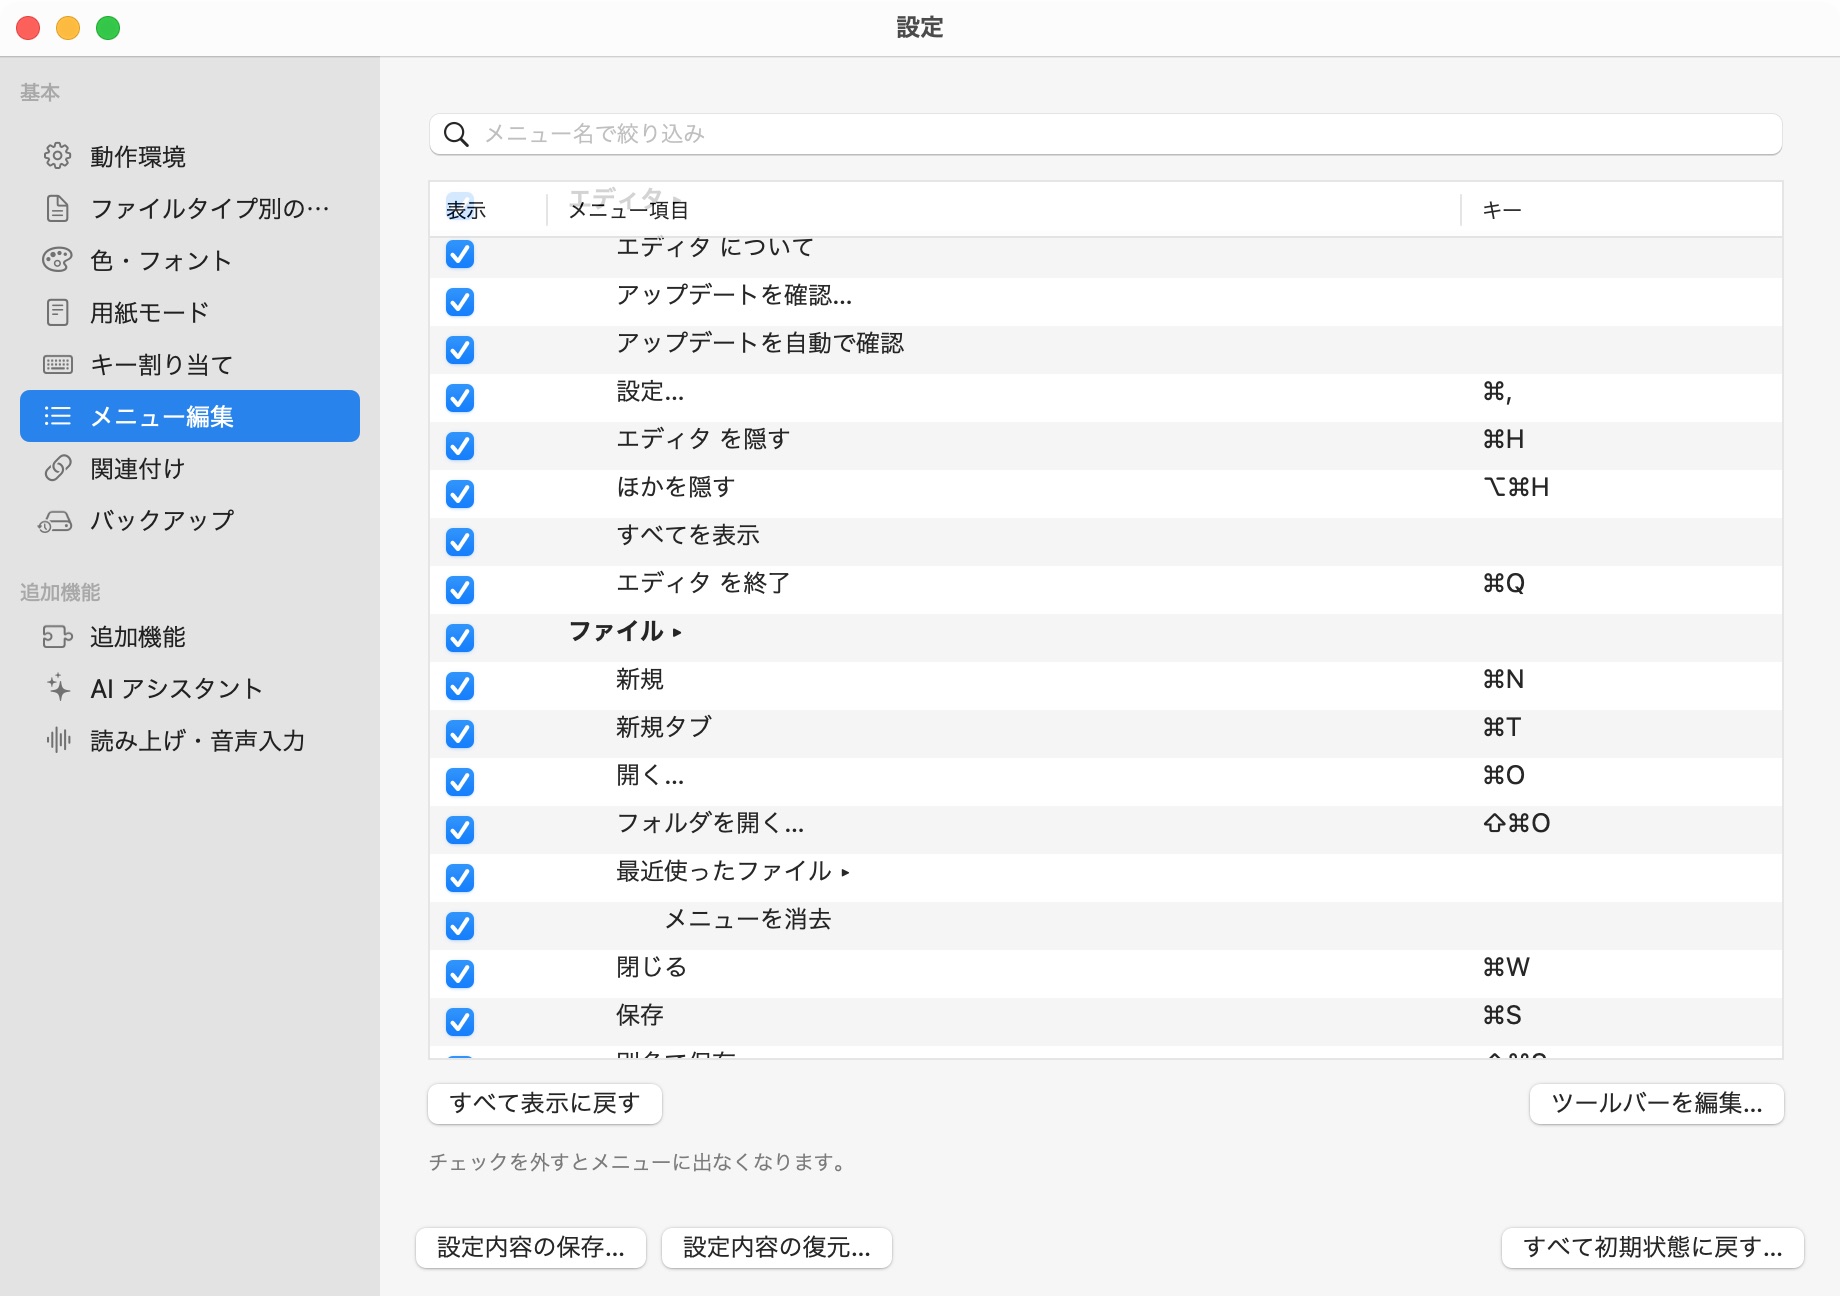 設定
基本
動作環境
ファイルタイプ別の…
色・フォント
用紙モード
キー割り当て
メニュー編集
関連付け
バックアップ
追加機能
追加機能
AI アシスタント
読み上げ・音声入力
メニュー名で絞り込み
エディタ ▸
表示 メニュー項目 キー
エディタ について
アップデートを確認...
アップデートを自動で確認
設定... ⌘,
エディタ を隠す ⌘H
ほかを隠す ⌥⌘H
すべてを表示
エディタ を終了 ⌘Q
ファイル ▸
新規 ⌘N
新規タブ ⌘T
開く... ⌘O
フォルダを開く... ⇧⌘O
最近使ったファイル ▸
メニューを消去
閉じる ⌘W
保存 ⌘S
別名で保存 ⇧⌘S
すべて表示に戻す ツールバーを編集...
チェックを外すとメニューに出なくなります。
設定内容の保存... 設定内容の復元... すべて初期状態に戻す...